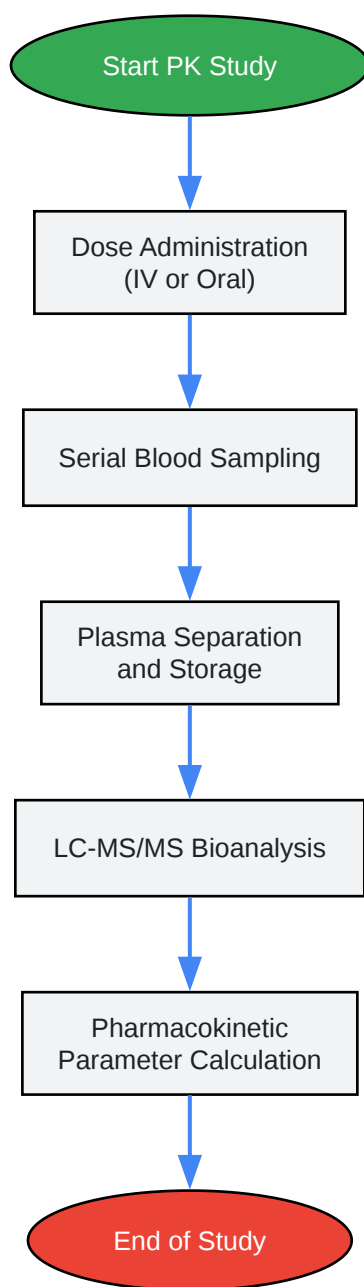 Start PK Study
Dose Administration
(IV or Oral)
Serial Blood Sampling
Plasma Separation
and Storage
LC-MS/MS Bioanalysis
Pharmacokinetic
Parameter Calculation
End of Study